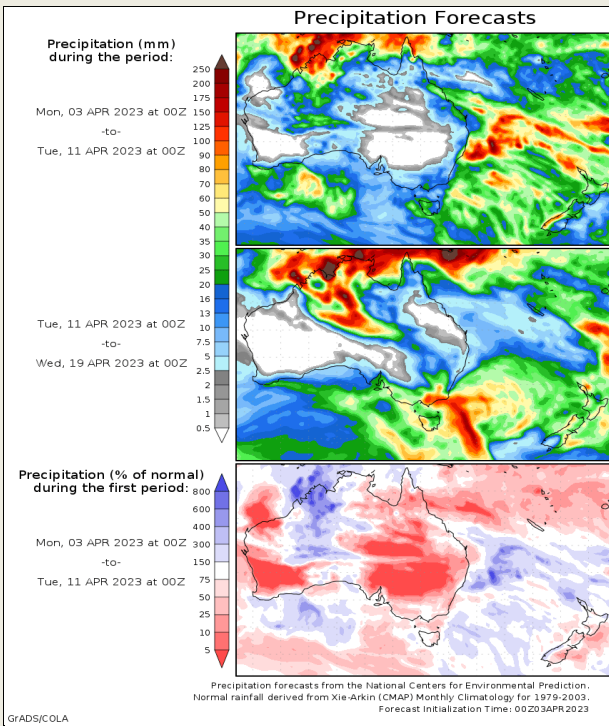 Precipitation Forecasts
Precipitation (mm)
during the period:
Mon, 03 APR 2023 at 00Z
-to-
Tue, 11 APR 2023 at 00Z
250
200
175
150
125
100
90
80
70
60
50
40
35
30
25
20
16
13
10
7.5
5
2.5
2
1.5
1
0.5
Tue, 11 APR 2023 at 00Z
-to-
Wed, 19 APR 2023 at 00Z
Precipitation (% of normal)
during the first period:
Mon, 03 APR 2023 at 00Z
-to-
Tue, 11 APR 2023 at 00Z
800
600
400
300
150
75
50
25
10
5
Precipitation forecasts from the National Centers for Environmental Prediction.
Normal rainfall derived from Xie-Arkin (CMAP) Monthly Climatology for 1979-2003.
Forecast Initialization Time: 00Z03APR2023
GrADS/COLA